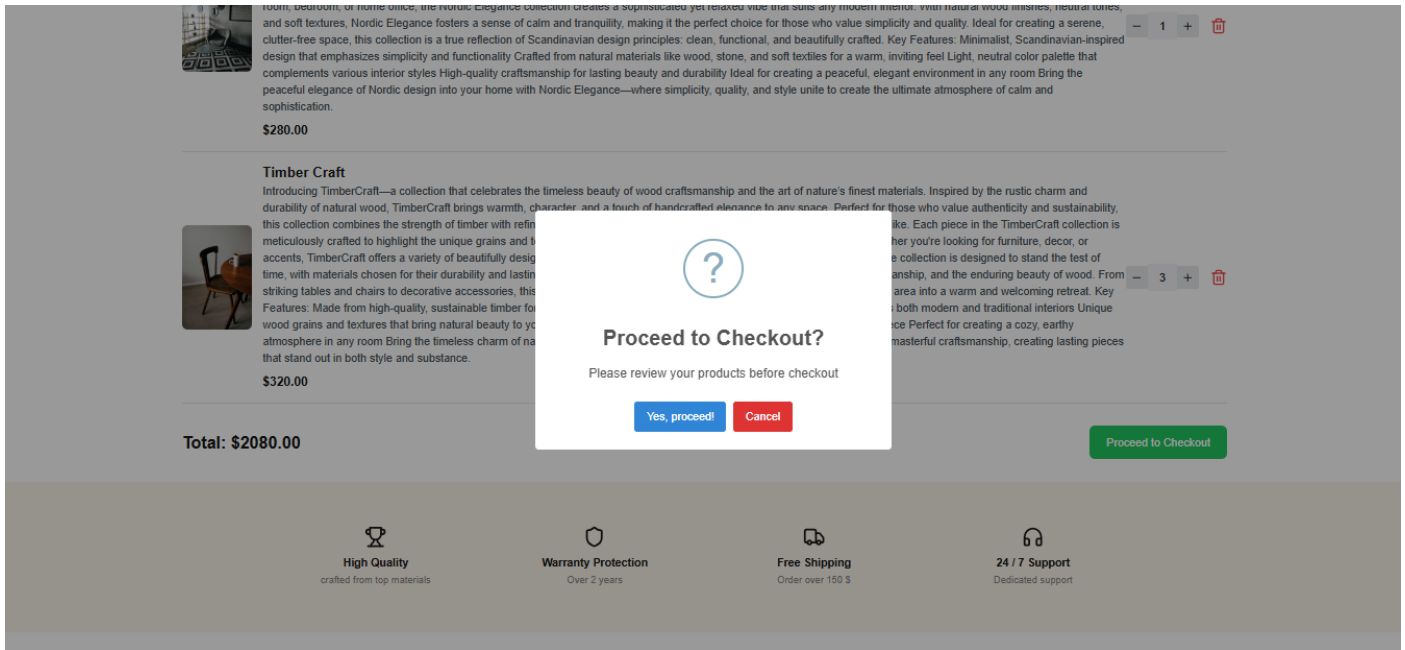 room, bedroom, or home office, the Nordic Elegance collection creates a sophisticated yet relaxed vibe that suits any modern interior. With natural wood finishes, neutral tones,
and soft textures, Nordic Elegance fosters a sense of calm and tranquility, making it the perfect choice for those who value simplicity and quality. Ideal for creating a serene,
clutter-free space, this collection is a true reflection of Scandinavian design principles: clean, functional, and beautifully crafted. Key Features: Minimalist, Scandinavian-inspired
design that emphasizes simplicity and functionality Crafted from natural materials like wood, stone, and soft textiles for a warm, inviting feel Light, neutral color palette that
complements various interior styles High-quality craftsmanship for lasting beauty and durability Ideal for creating a peaceful, elegant environment in any room Bring the
peaceful elegance of Nordic design into your home with Nordic Elegance—where simplicity, quality, and style unite to create the ultimate atmosphere of calm and
sophistication.
− 1 +
$280.00
Timber Craft
Introducing TimberCraft—a collection that celebrates the timeless beauty of wood craftsmanship and the art of nature's finest materials. Inspired by the rustic charm and
durability of natural wood, TimberCraft brings warmth, character, and a touch of handcrafted elegance to any space. Perfect for those who value authenticity and sustainability,
this collection combines the strength of timber with ike. Each piece in the TimberCraft collection is
meticulously crafted to highlight the unique grains and her you're looking for furniture, decor, or
accents, TimberCraft offers a variety of beautifully collection is designed to stand the test of
time, with materials chosen for their durability and anship, and the enduring beauty of wood. From
striking tables and chairs to decorative accessories, this area into a warm and welcoming retreat. Key
Features: Made from high-quality, sustainable timber both modern and traditional interiors Unique
wood grains and textures that bring natural beauty to ce Perfect for creating a cozy, earthy
atmosphere in any room Bring the timeless charm of masterful craftsmanship, creating lasting pieces
that stand out in both style and substance.
− 3 +
$320.00
?
Proceed to Checkout?
Please review your products before checkout
Yes, proceed! Cancel
Total: $2080.00 Proceed to Checkout
High Quality
crafted from top materials
Warranty Protection
Over 2 years
Free Shipping
Order over 150 $
24 / 7 Support
Dedicated support